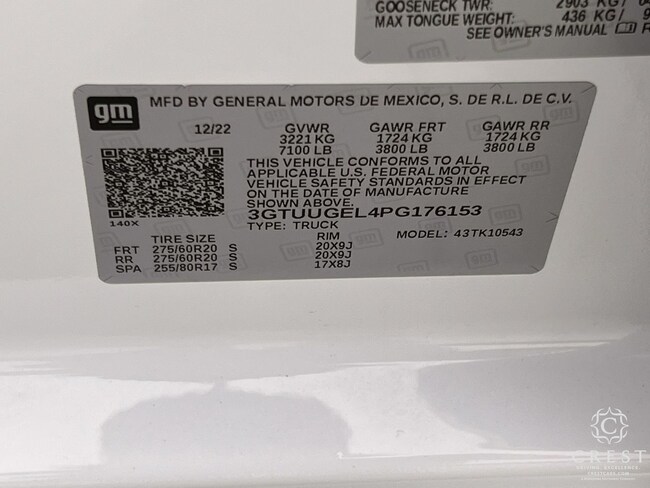 GOOSENECK TWR: 2903 KG/
MAX TONGUE WEIGHT: 436 KG/ 9
SEE OWNER'S MANUAL
gm MFD BY GENERAL MOTORS DE MEXICO, S. DE R.L. DE C.V.
12/22 GVWR GAWR FRT GAWR RR
3221 KG 1724 KG 1724 KG
7100 LB 3800 LB 3800 LB
THIS VEHICLE CONFORMS TO ALL
APPLICABLE U.S. FEDERAL MOTOR
VEHICLE SAFETY STANDARDS IN EFFECT
ON THE DATE OF MANUFACTURE
SHOWN ABOVE.
140X 3GTUUGEL4PG176153
TYPE: TRUCK MODEL: 43TK10543
TIRE SIZE RIM
FRT 275/60R20 S 20X9J
RR 275/60R20 S 20X9J
SPA 255/80R17 S 17X8J
C
CREST